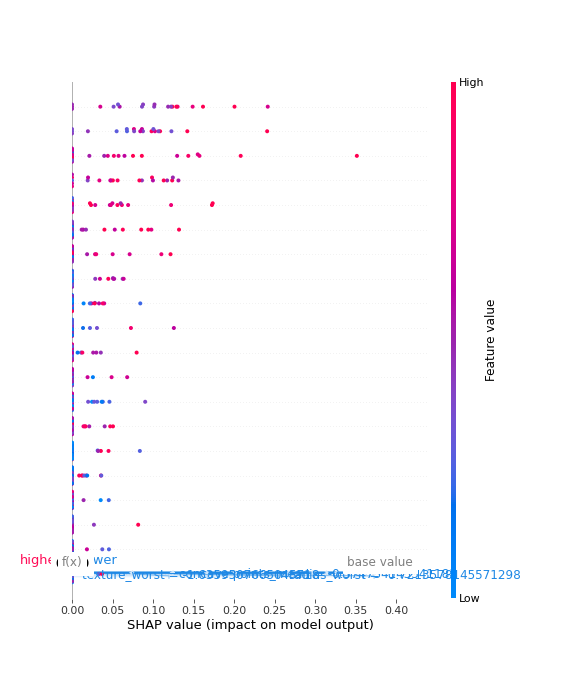 High
Feature value
higher
f(x)
lower
base value
texture_worst =
Low
0.00 0.05 0.10 0.15 0.20 0.25 0.30 0.35 0.40
SHAP value (impact on model output)